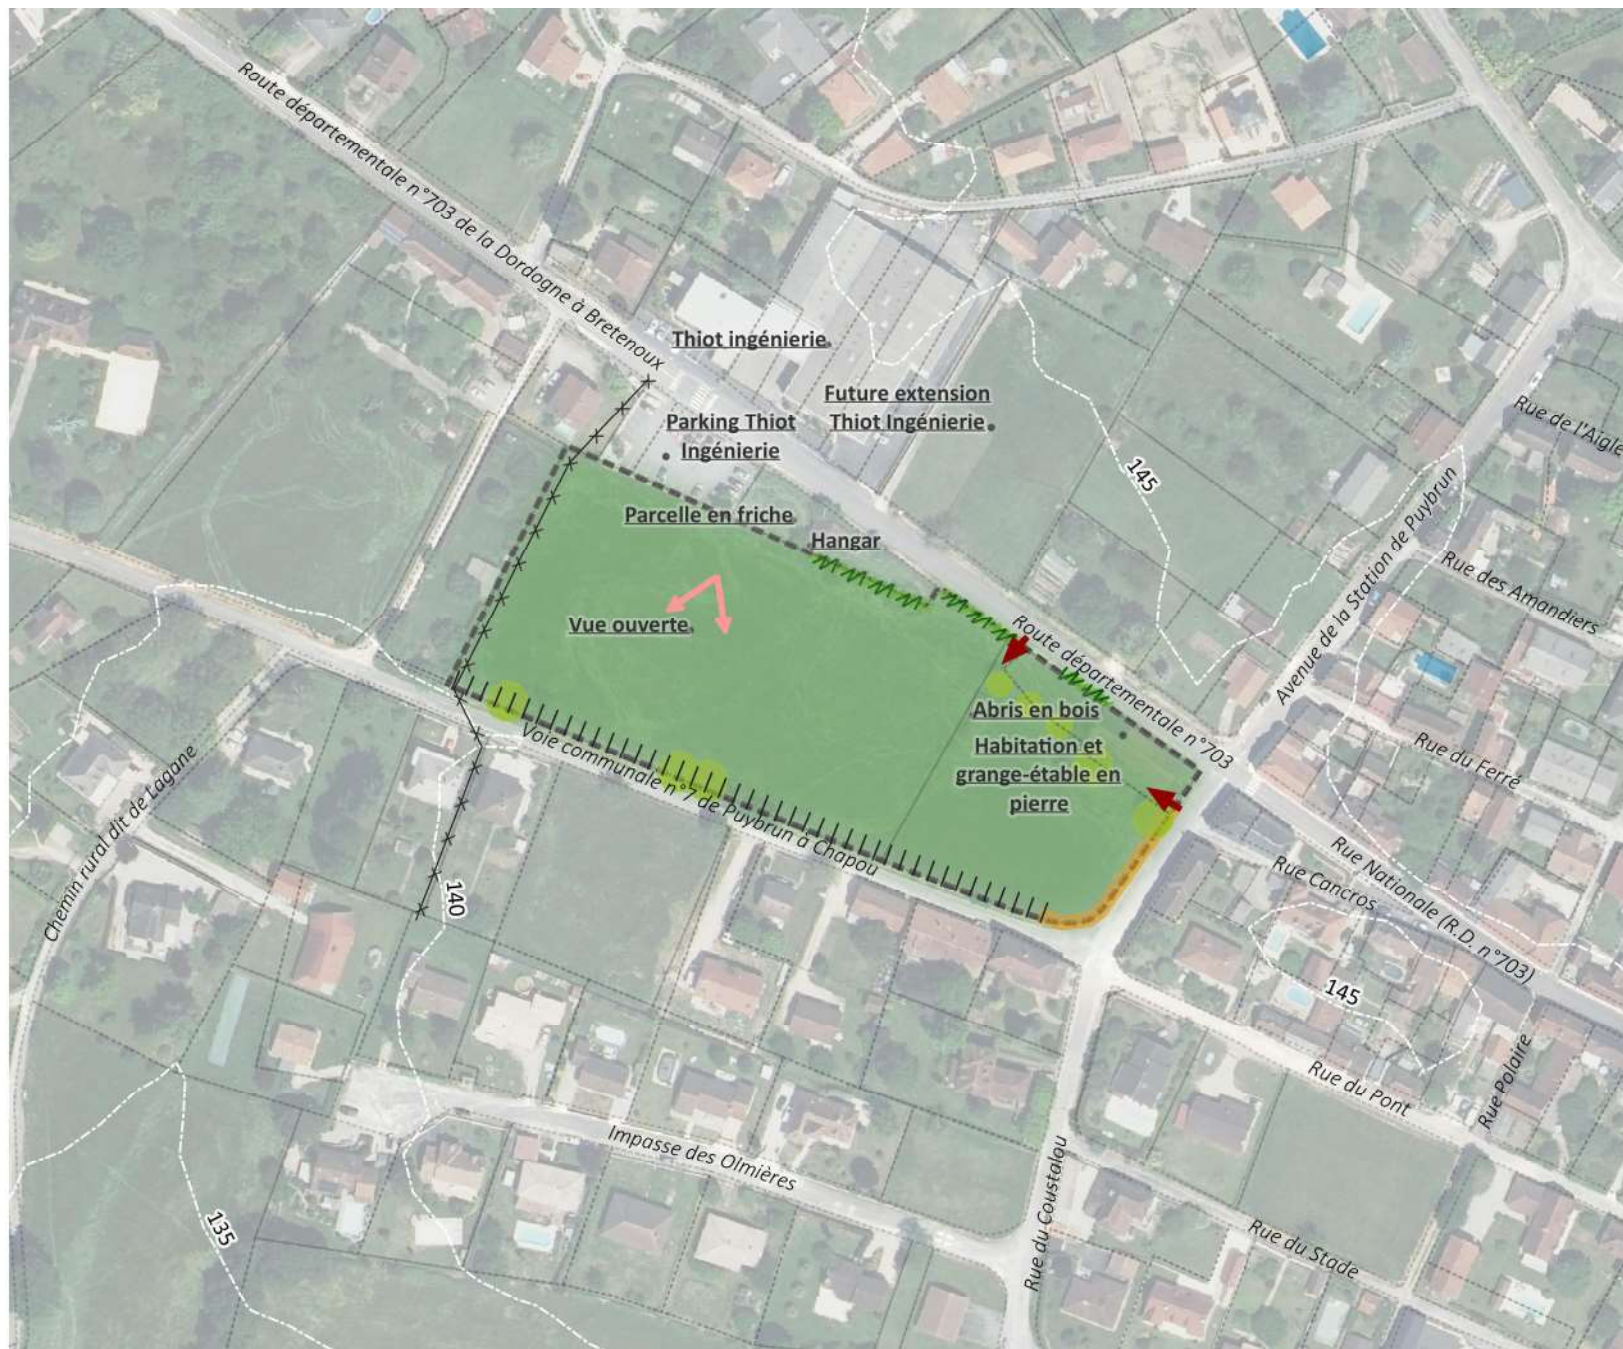 Route départementale n°703 de la Dordogne à Bretenoux
Thiot ingénierie
Future extension
Thiot Ingénierie
Parking Thiot
Ingénierie
Rue de l'Aigle
145
Avenue de la Station de Puybrun
Parcelle en friche
Hangar
Rue des Amandiers
Vue ouverte
Route départementale n°703
Abris en bois
Habitation et
grange-étable en
pierre
Rue du Ferré
Voie communale n°7 de Puybrun à Chapou
Chemin rural dit de Lagane
140
Rue Nationale (R.D. n°703)
Rue Cancros
145
Rue du Pont
Rue Polaire
Impasse des Olmières
Rue du Coustalou
135
Rue du Stade